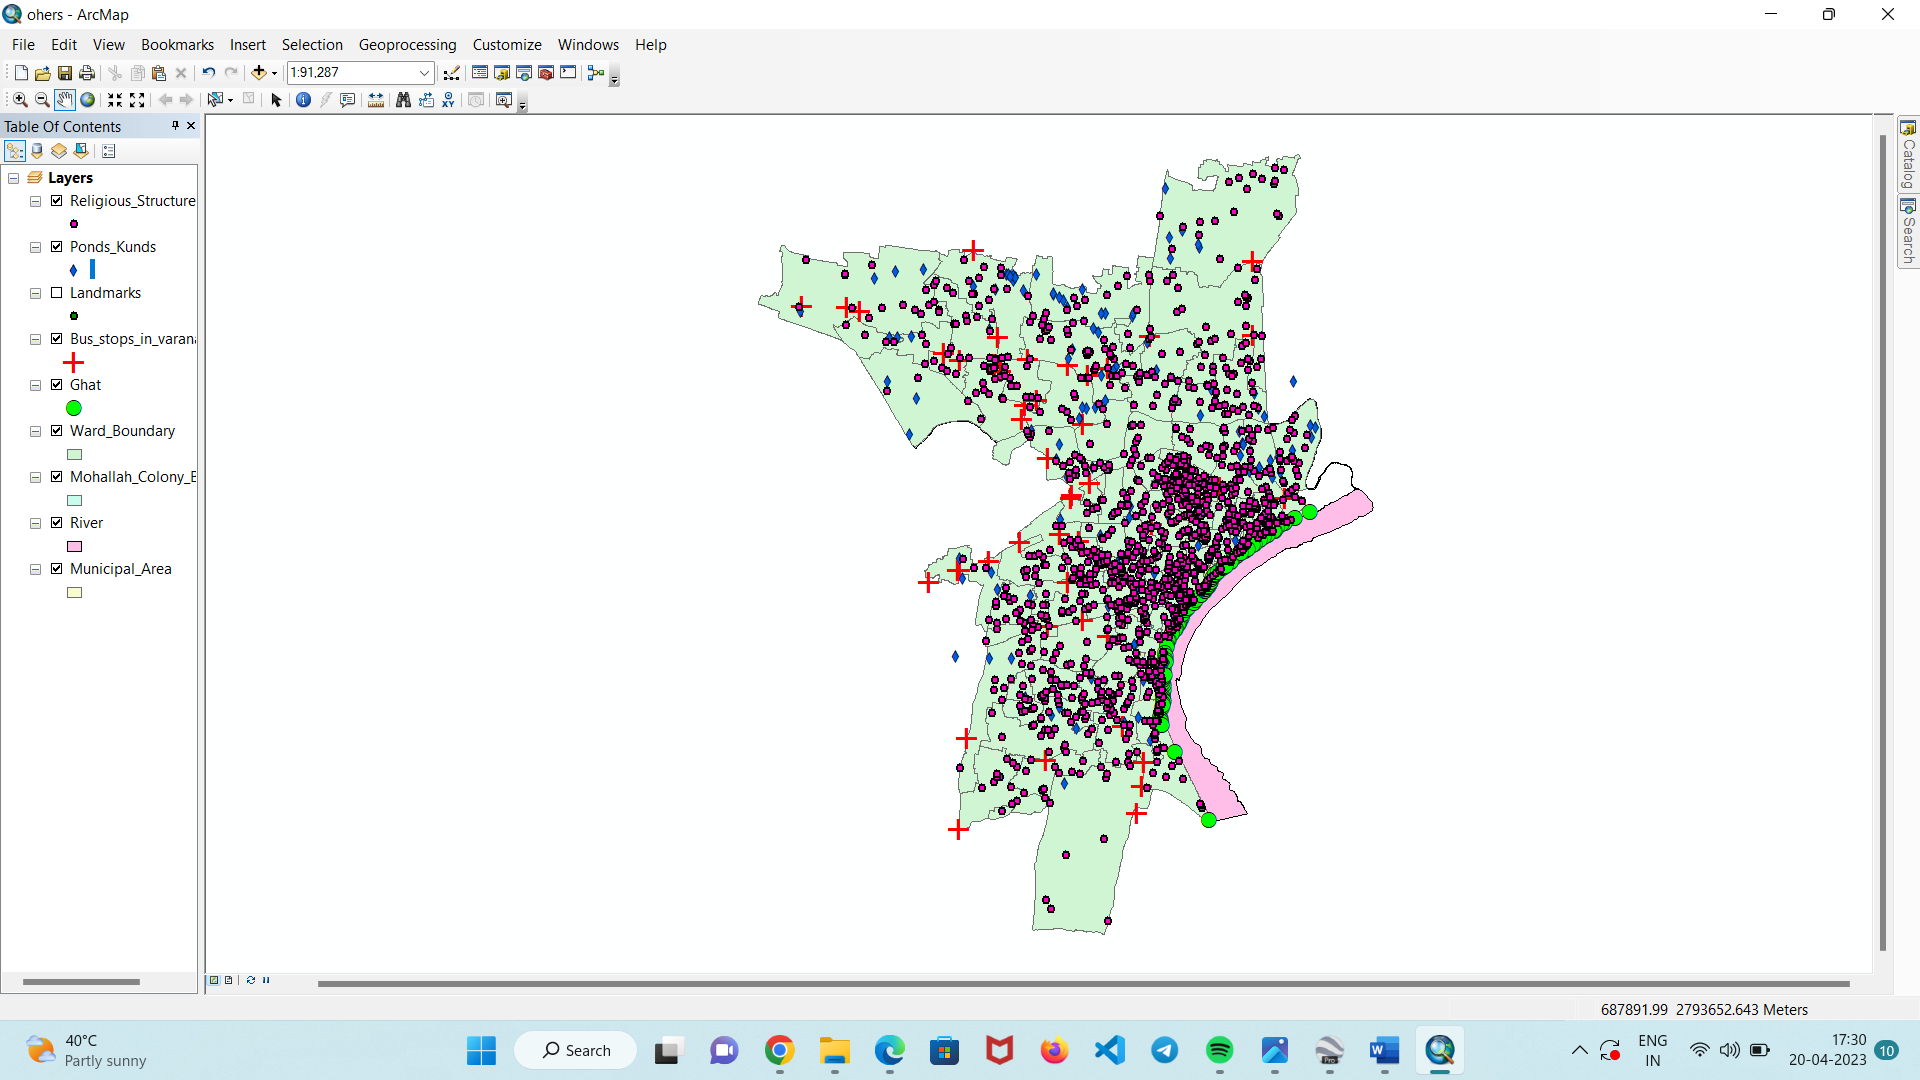 ohers - ArcMap
File Edit View Bookmarks Insert Selection Geoprocessing Customize Windows Help
1:91,287
Table Of Contents
Layers
Religious_Structure
Ponds_Kunds
Landmarks
Bus_stops_in_varan
Ghat
Ward_Boundary
Mohallah_Colony_B
River
Municipal_Area
Catalog
Search
687891.99 2793652.643 Meters
40°C
Partly sunny
Search
ENG
IN
17:30
20-04-2023
10